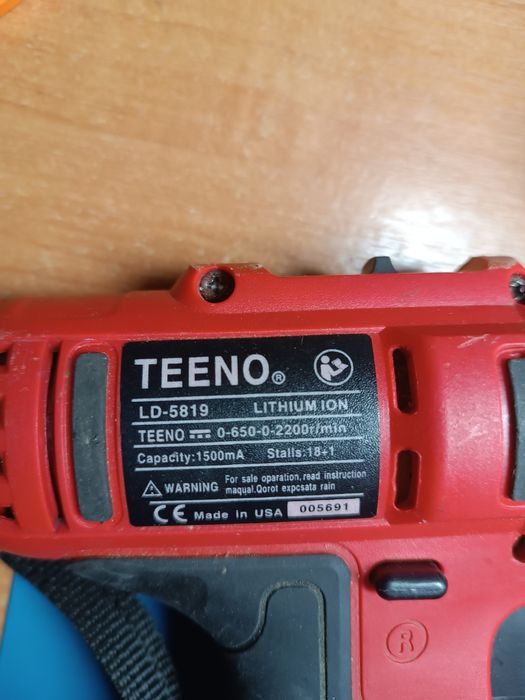 TEENO®
LD-5819 LITHIUM ION
TEENO 0-650-0-2200r/min
Capacity:1500mA Stalls:18+1
WARNING For sale oparation, read instruction
maqual.Qorot expcsata rain
CE Made in USA 005691
R